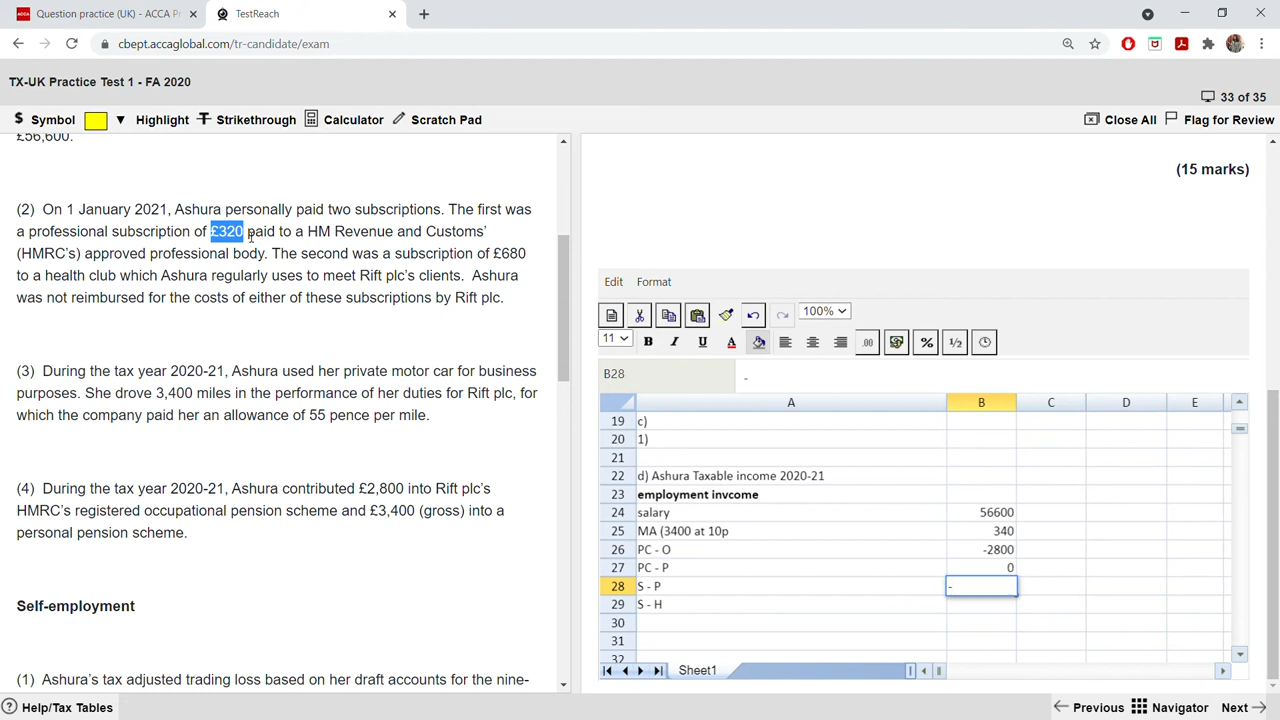 Question practice (UK) - ACCA P
TestReach
cbept.accaglobal.com/tr-candidate/exam
TX-UK Practice Test 1 - FA 2020
33 of 35
$ Symbol Highlight Strikethrough Calculator Scratch Pad Close All Flag for Review
£56,600.
(15 marks)
(2) On 1 January 2021, Ashura personally paid two subscriptions. The first was
a professional subscription of £320 paid to a HM Revenue and Customs'
(HMRC's) approved professional body. The second was a subscription of £680
to a health club which Ashura regularly uses to meet Rift plc's clients. Ashura
was not reimbursed for the costs of either of these subscriptions by Rift plc.
(3) During the tax year 2020-21, Ashura used her private motor car for business
purposes. She drove 3,400 miles in the performance of her duties for Rift plc, for
which the company paid her an allowance of 55 pence per mile.
(4) During the tax year 2020-21, Ashura contributed £2,800 into Rift plc's
HMRC's registered occupational pension scheme and £3,400 (gross) into a
personal pension scheme.
Self-employment
(1) Ashura's tax adjusted trading loss based on her draft accounts for the nine-
Edit Format
100%
11 B I U A .00 % 1/2
B28 -
A B C D E
19 c)
20 1)
21
22 d) Ashura Taxable income 2020-21
23 employment invcome
24 salary 56600
25 MA (3400 at 10p 340
26 PC - O -2800
27 PC - P 0
28 S - P -
29 S - H
30
31
32
Sheet1
Help/Tax Tables Previous Navigator Next